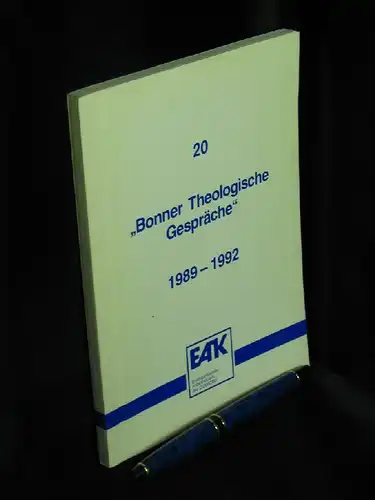 20
„Bonner Theologische
Gespräche“
1989 – 1992
EAK